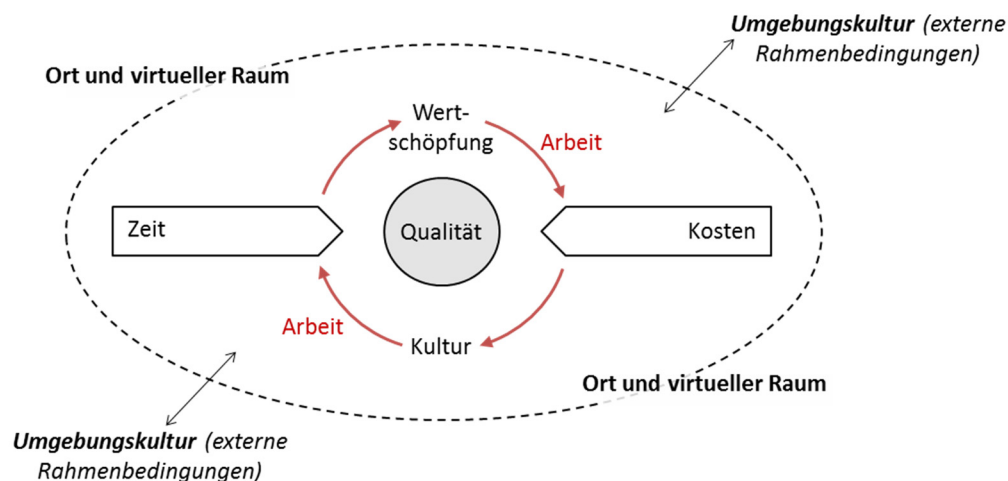 Umgebungskultur (externe
Rahmenbedingungen)
Ort und virtueller Raum
Wert-
schöpfung
Arbeit
Zeit
Qualität
Kosten
Arbeit
Kultur
Ort und virtueller Raum
Umgebungskultur (externe
Rahmenbedingungen)